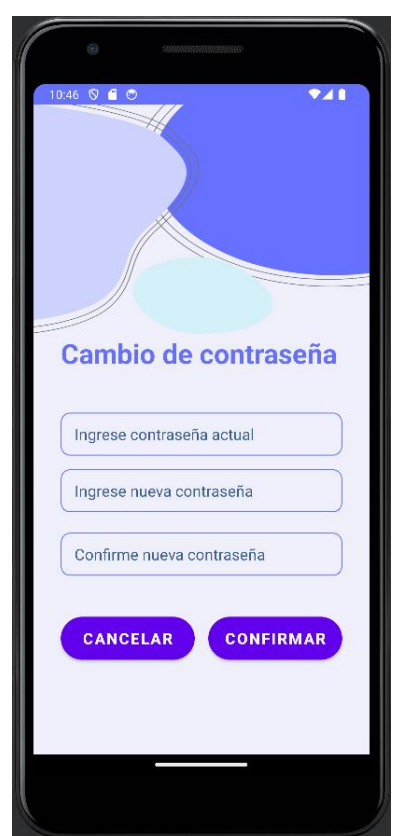 10:46
Cambio de contraseña
Ingrese contraseña actual
Ingrese nueva contraseña
Confirme nueva contraseña
CANCELAR CONFIRMAR